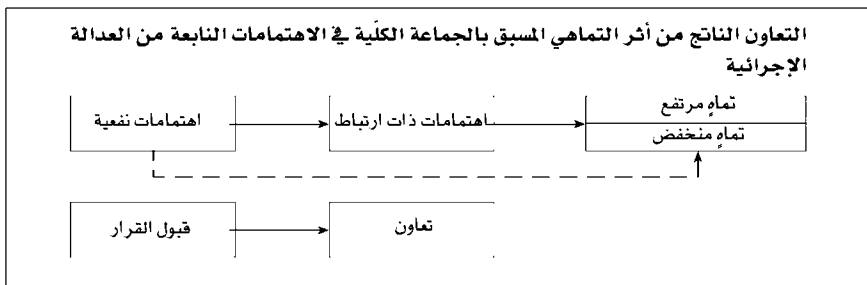 التعاون الناتج من أثر التماهي المسبق بالجماعة الكلّية في الاهتمامات النابعة من العدالة
الإجرائية
تماهٍ مرتفع
اهتمامات ذات ارتباط
اهتمامات نفعية
تماهٍ منخفض
تعاون
قبول القرار